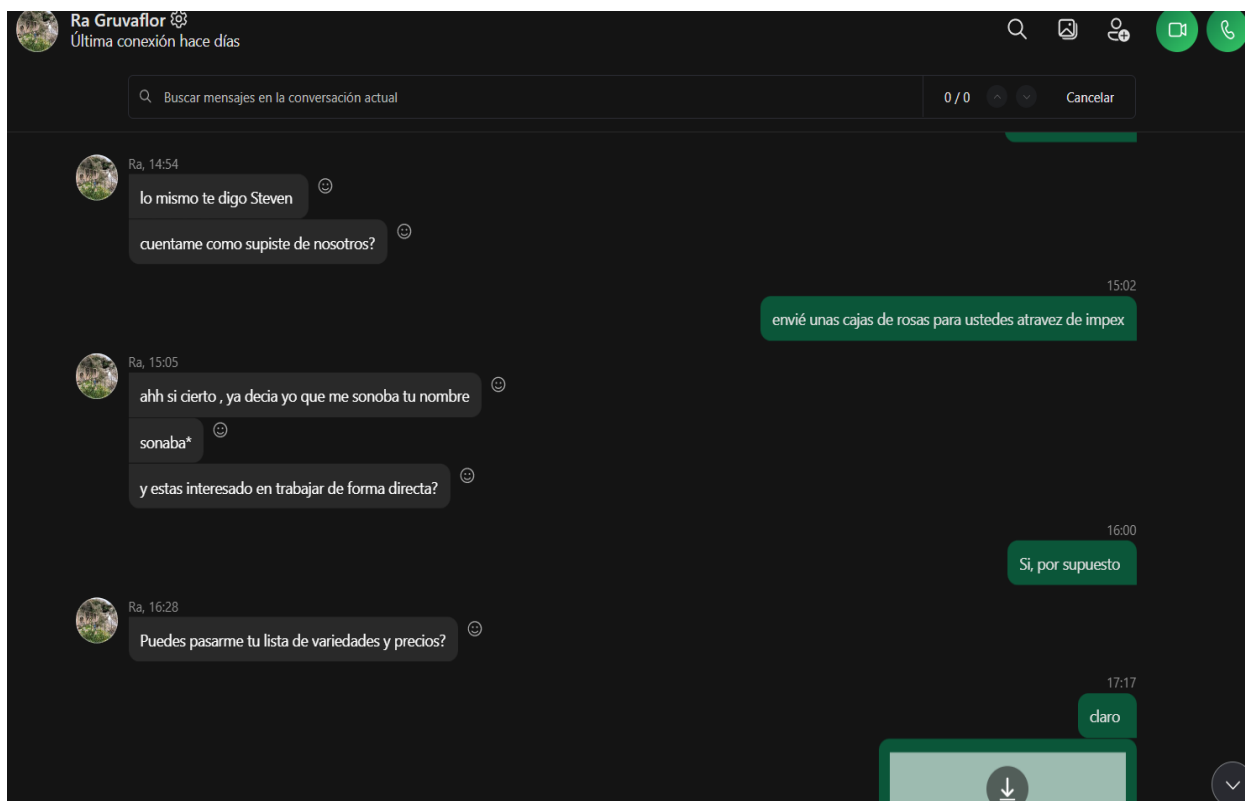 Ra Gruvaflor
Última conexión hace días
Buscar mensajes en la conversación actual
0 / 0
Cancelar
Ra, 14:54
lo mismo te digo Steven
cuentame como supiste de nosotros?
15:02
envié unas cajas de rosas para ustedes atravez de impex
Ra, 15:05
ahh si cierto , ya decia yo que me sonoba tu nombre
sonaba*
y estas interesado en trabajar de forma directa?
16:00
Si, por supuesto
Ra, 16:28
Puedes pasarme tu lista de variedades y precios?
17:17
claro